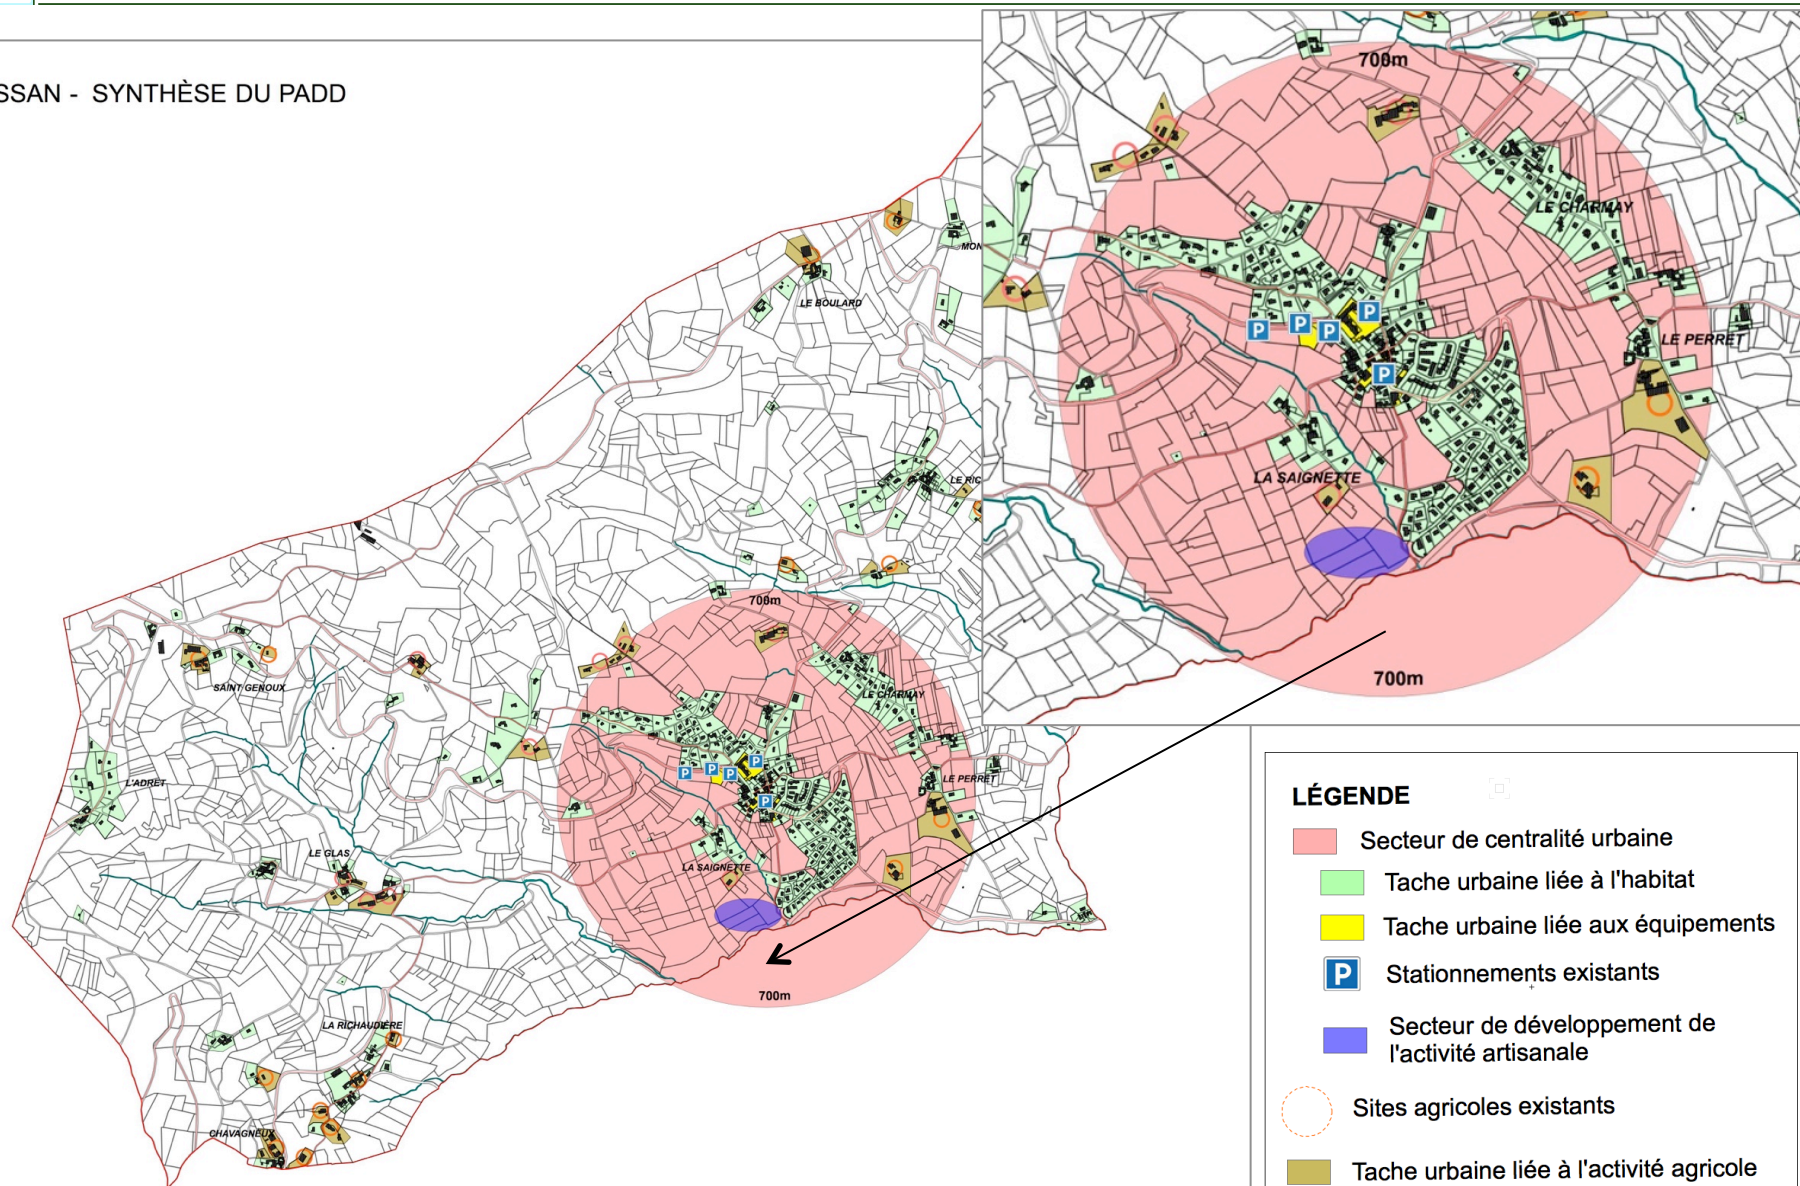 SSAN - SYNTHÈSE DU PADD
700m
LE CHARMAY
LE PERRET
P
P
P
P
P
LA SAIGNETTE
700m
MON
LE BOULARD
LE RIC
700m
SAINT GENOUX
LE CHARMAY
L'ADRET
LE PERRET
P
P
P
P
P
LE GLAS
LA SAIGNETTE
700m
LA RICHAUDIÈRE
CHAVAGNEUX
LÉGENDE
Secteur de centralité urbaine
Tache urbaine liée à l'habitat
Tache urbaine liée aux équipements
P Stationnements existants
Secteur de développement de
l'activité artisanale
Sites agricoles existants
Tache urbaine liée à l'activité agricole